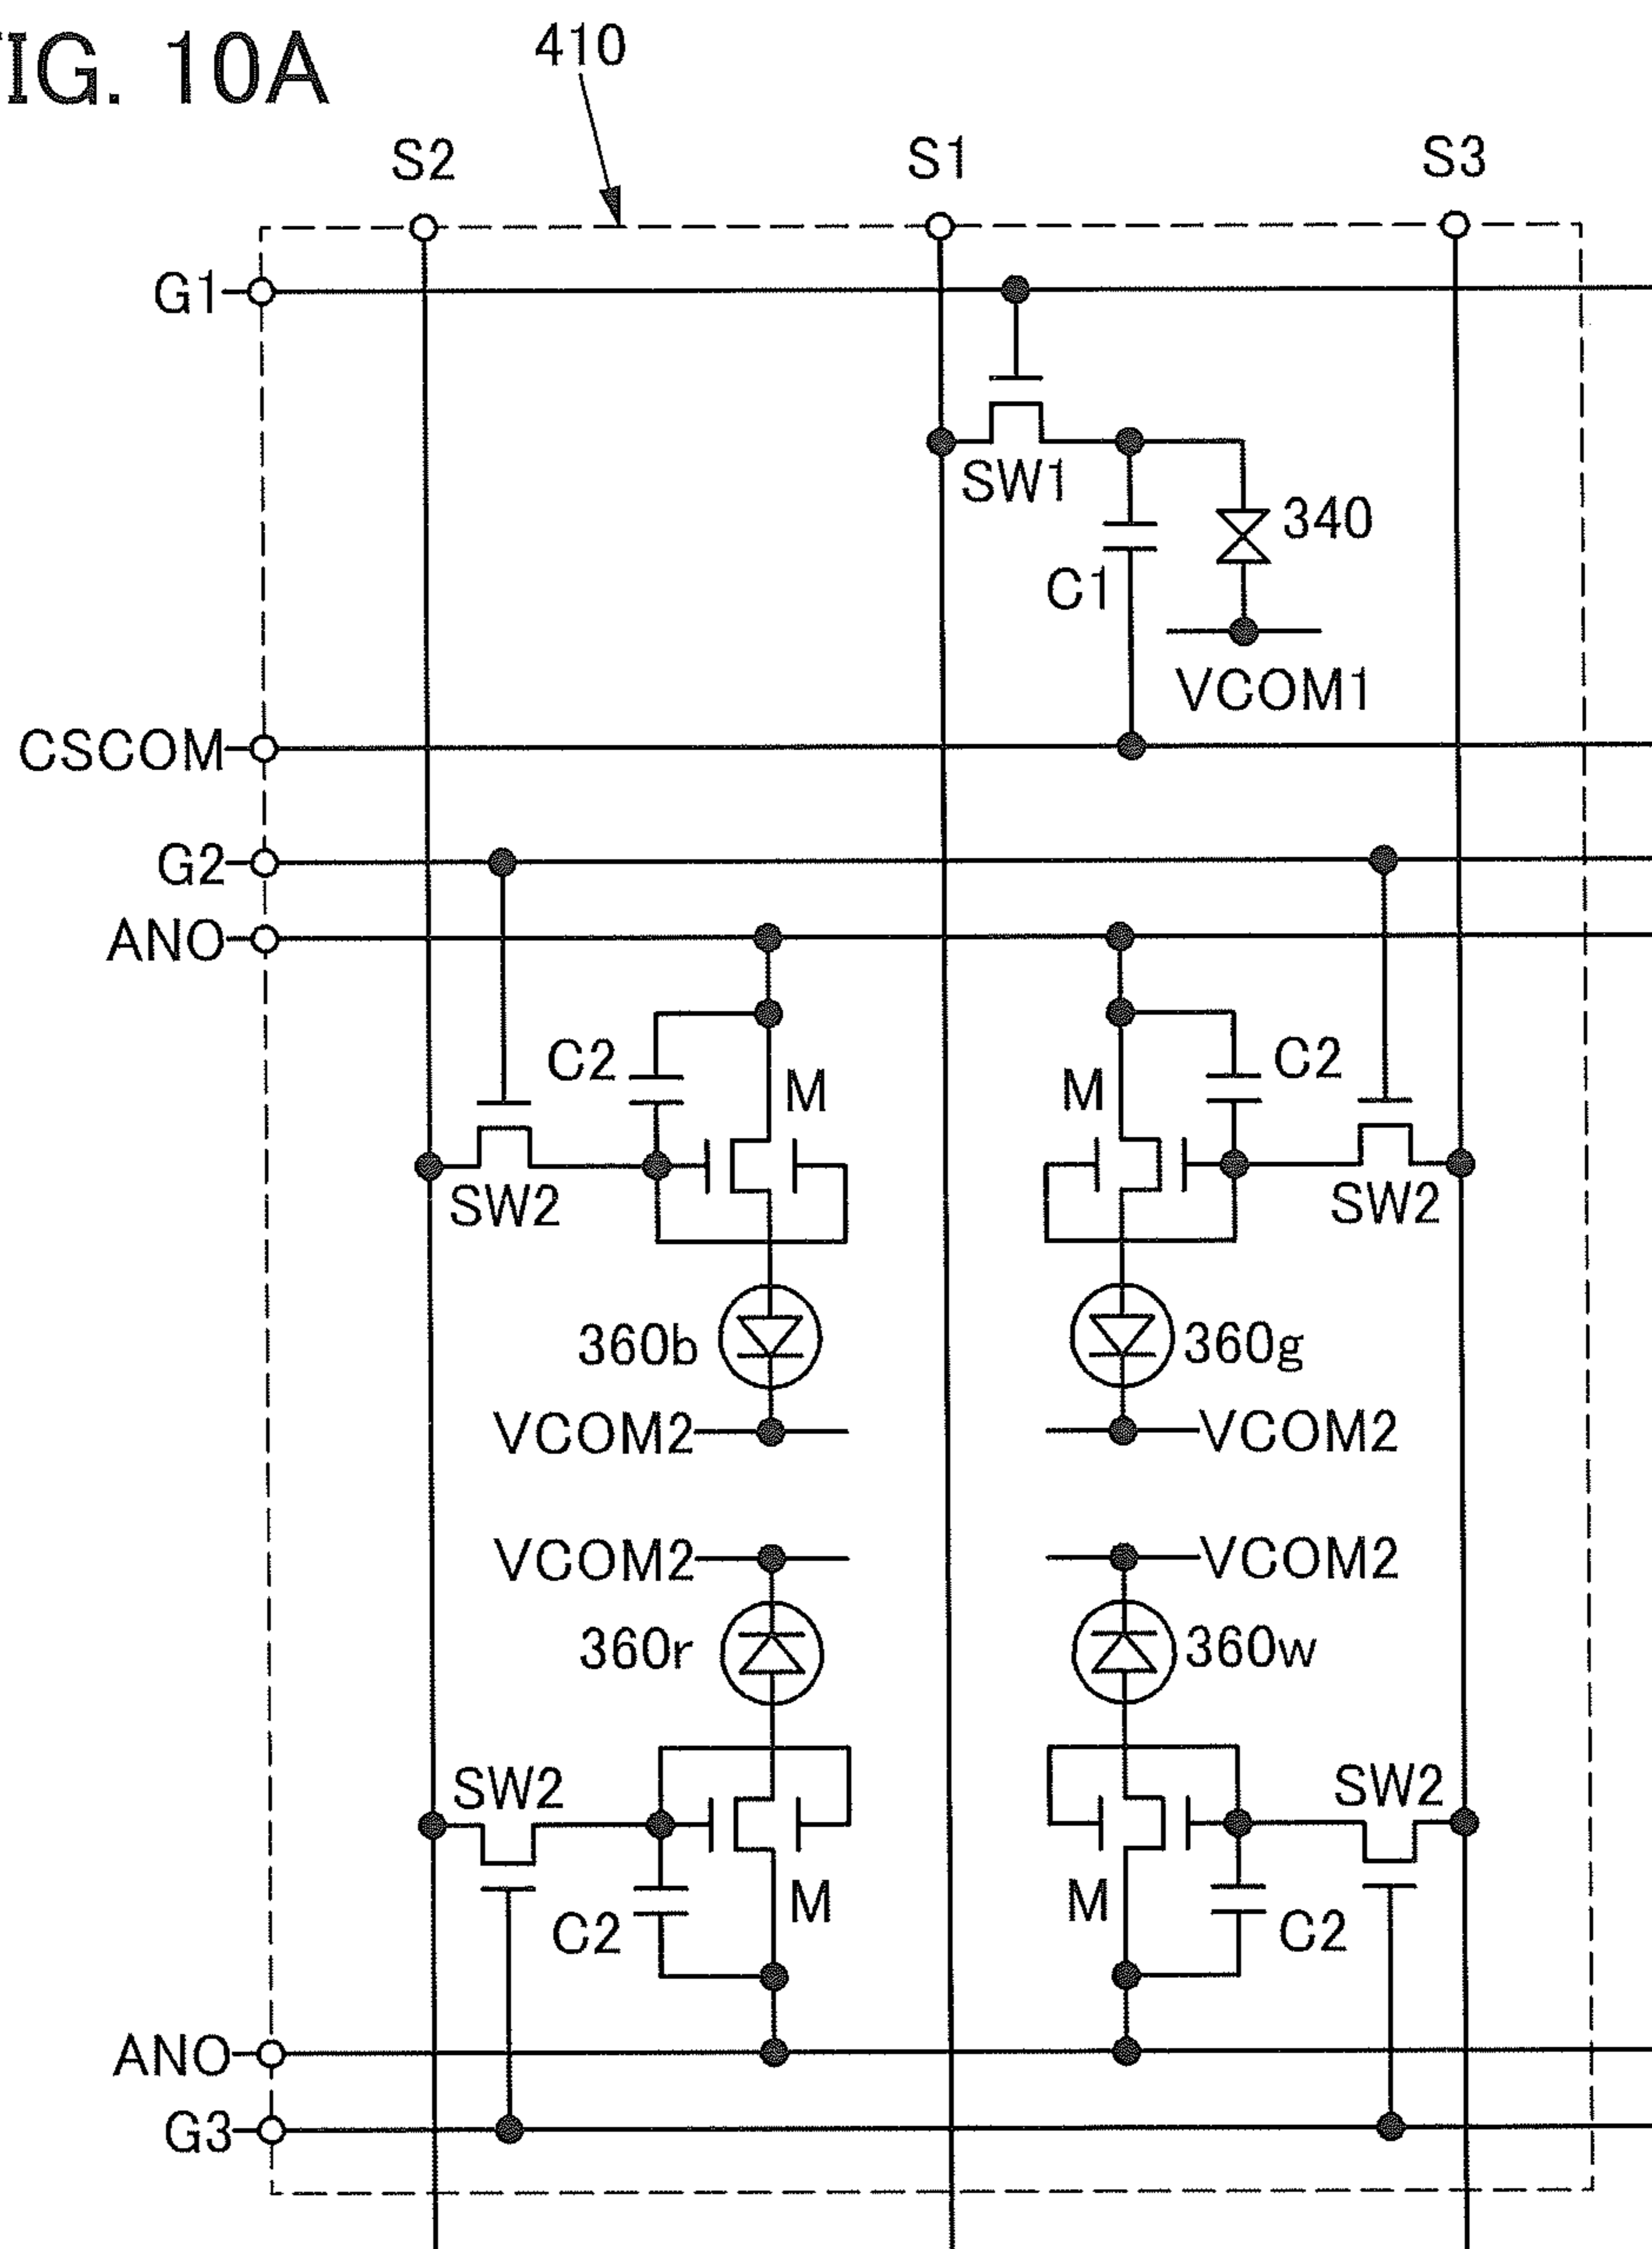 FIG. 10A
410
S2
S1
S3
G1
SW1
340
C1
VCOM1
CSCOM
G2
ANO
C2
M
M
C2
SW2
SW2
360b
360g
VCOM2
VCOM2
VCOM2
VCOM2
360r
360w
SW2
SW2
C2
M
M
C2
ANO
G3